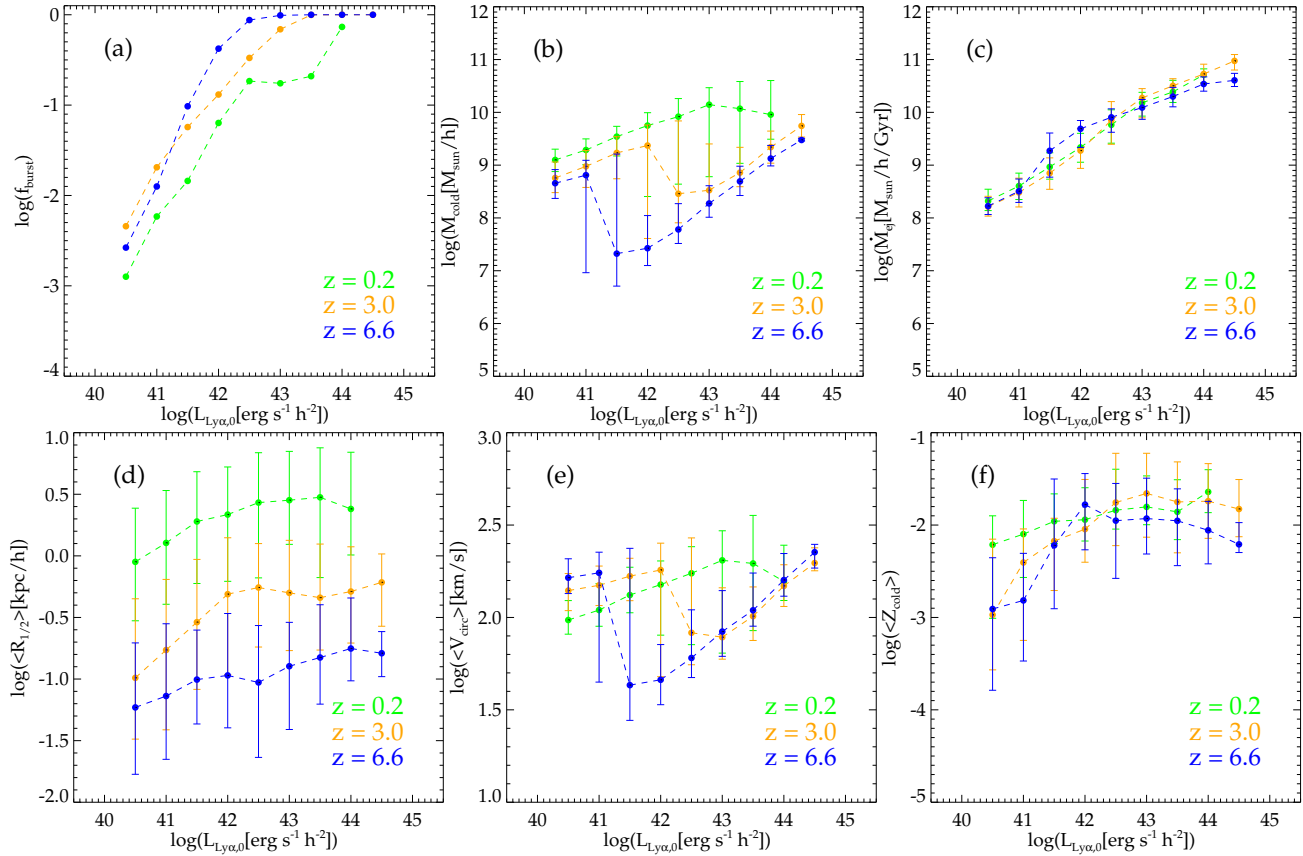 (a)
log(f_burst)
0
-1
-2
-3
-4
40 41 42 43 44 45
log(L_Lyα,0[erg s⁻¹ h⁻²])
z = 0.2
z = 3.0
z = 6.6
(b)
log(M_cold[M_sun/h])
12
11
10
9
8
7
6
5
40 41 42 43 44 45
log(L_Lyα,0[erg s⁻¹ h⁻²])
z = 0.2
z = 3.0
z = 6.6
(c)
log(Ṁ_ej[M_sun/h/Gyr])
12
11
10
9
8
7
6
5
40 41 42 43 44 45
log(L_Lyα,0[erg s⁻¹ h⁻²])
z = 0.2
z = 3.0
z = 6.6
(d)
log(<R_1/2>[kpc/h])
1.0
0.5
0.0
-0.5
-1.0
-1.5
-2.0
40 41 42 43 44 45
log(L_Lyα,0[erg s⁻¹ h⁻²])
z = 0.2
z = 3.0
z = 6.6
(e)
log(<V_circ>[km/s])
3.0
2.5
2.0
1.5
1.0
40 41 42 43 44 45
log(L_Lyα,0[erg s⁻¹ h⁻²])
z = 0.2
z = 3.0
z = 6.6
(f)
log(<Z_cold>)
-1
-2
-3
-4
-5
40 41 42 43 44 45
log(L_Lyα,0[erg s⁻¹ h⁻²])
z = 0.2
z = 3.0
z = 6.6